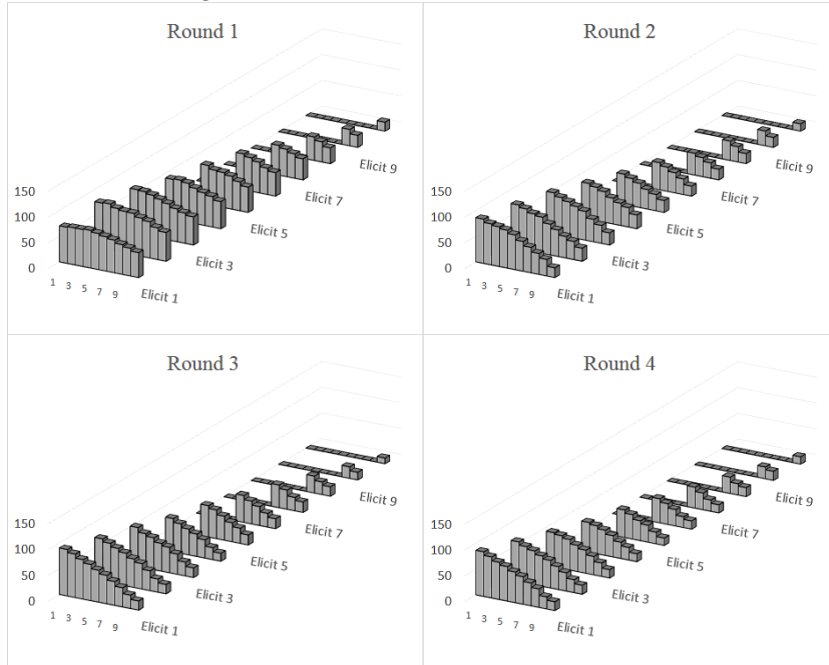 Round 1
150
100
50
0
1 3 5 7 9
Elicit 1
Elicit 3
Elicit 5
Elicit 7
Elicit 9
Round 2
150
100
50
0
1 3 5 7 9
Elicit 1
Elicit 3
Elicit 5
Elicit 7
Elicit 9
Round 3
150
100
50
0
1 3 5 7 9
Elicit 1
Elicit 3
Elicit 5
Elicit 7
Elicit 9
Round 4
150
100
50
0
1 3 5 7 9
Elicit 1
Elicit 3
Elicit 5
Elicit 7
Elicit 9